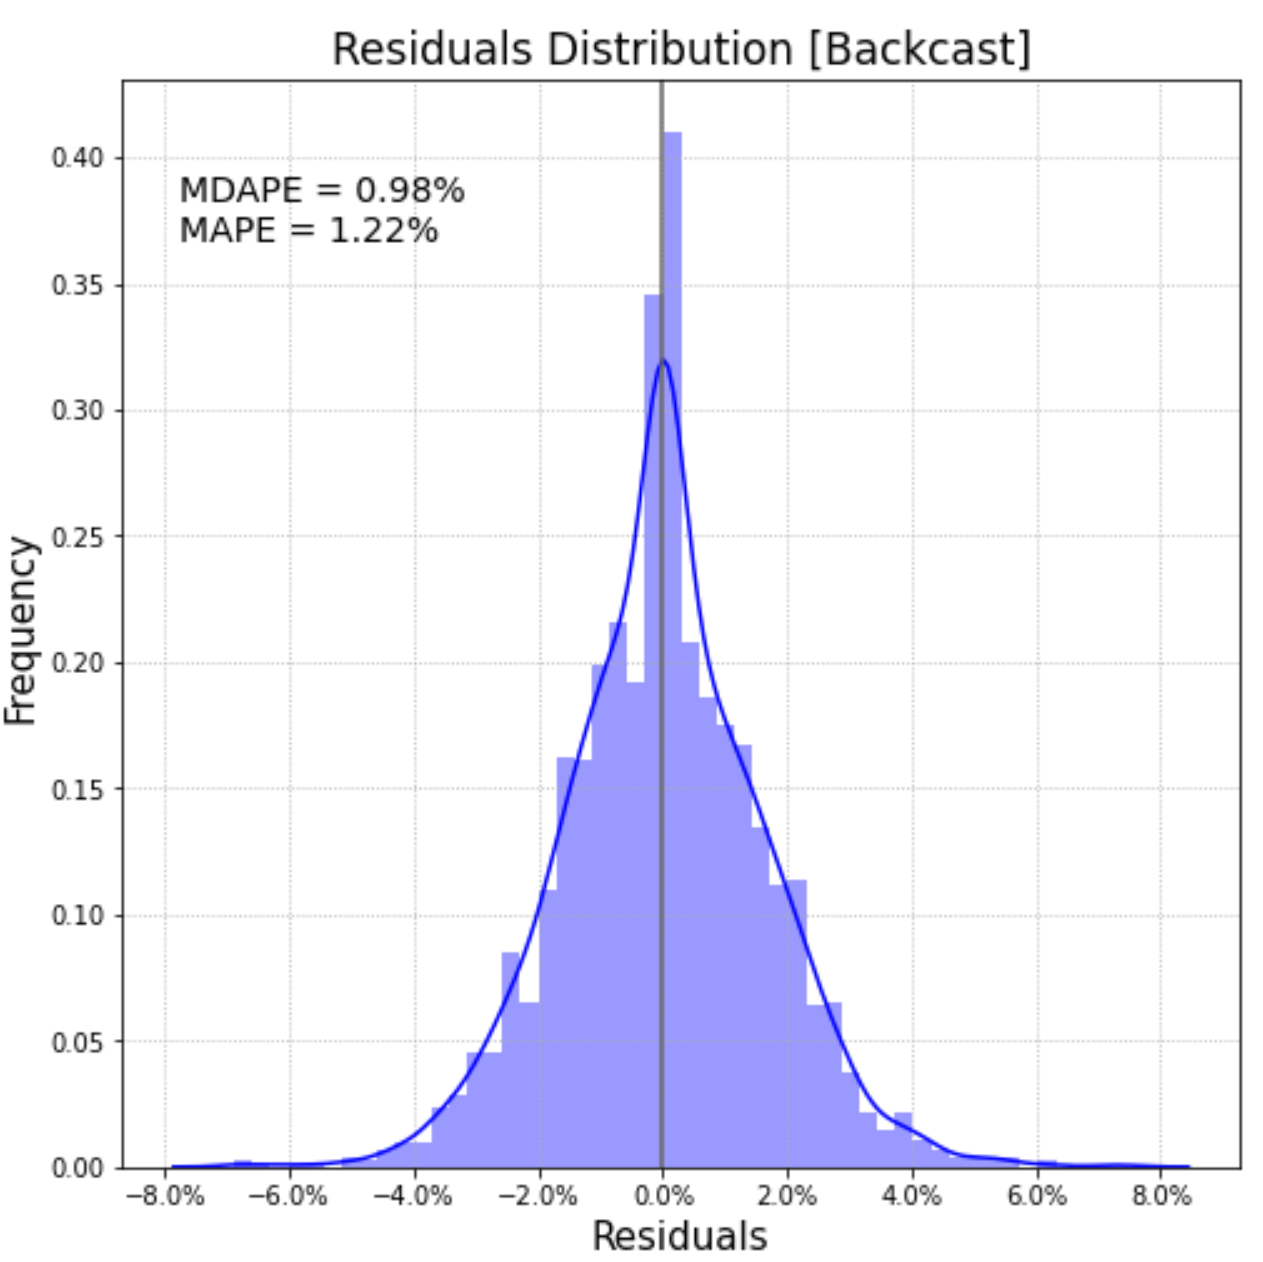 Residuals Distribution [Backcast]
MDAPE = 0.98%
MAPE = 1.22%
Frequency
0.40
0.35
0.30
0.25
0.20
0.15
0.10
0.05
0.00
−8.0% −6.0% −4.0% −2.0% 0.0% 2.0% 4.0% 6.0% 8.0%
Residuals